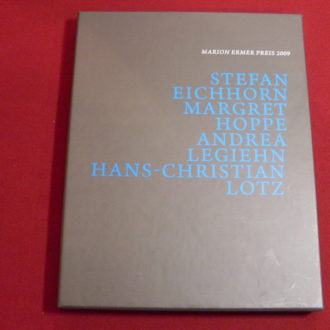 MARION ERMER PREIS 2009
STEFAN
EICHHORN
MARGRET
HOPPE
ANDREA
LEGIEHN
HANS-CHRISTIAN
LOTZ